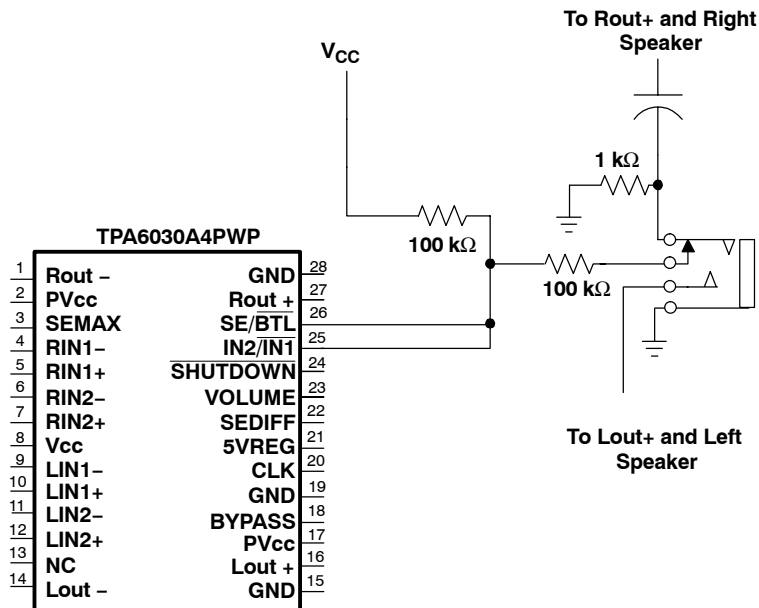 To Rout+ and Right
Speaker
VCC
1 kΩ
100 kΩ
100 kΩ
TPA6030A4PWP
1 Rout − GND 28
2 PVcc Rout + 27
3 SEMAX SE/BTL 26
4 RIN1− IN2/IN1 25
5 RIN1+ SHUTDOWN 24
6 RIN2− VOLUME 23
7 RIN2+ SEDIFF 22
8 Vcc 5VREG 21
9 LIN1− CLK 20
10 LIN1+ GND 19
11 LIN2− BYPASS 18
12 LIN2+ PVcc 17
13 NC Lout + 16
14 Lout − GND 15
To Lout+ and Left
Speaker